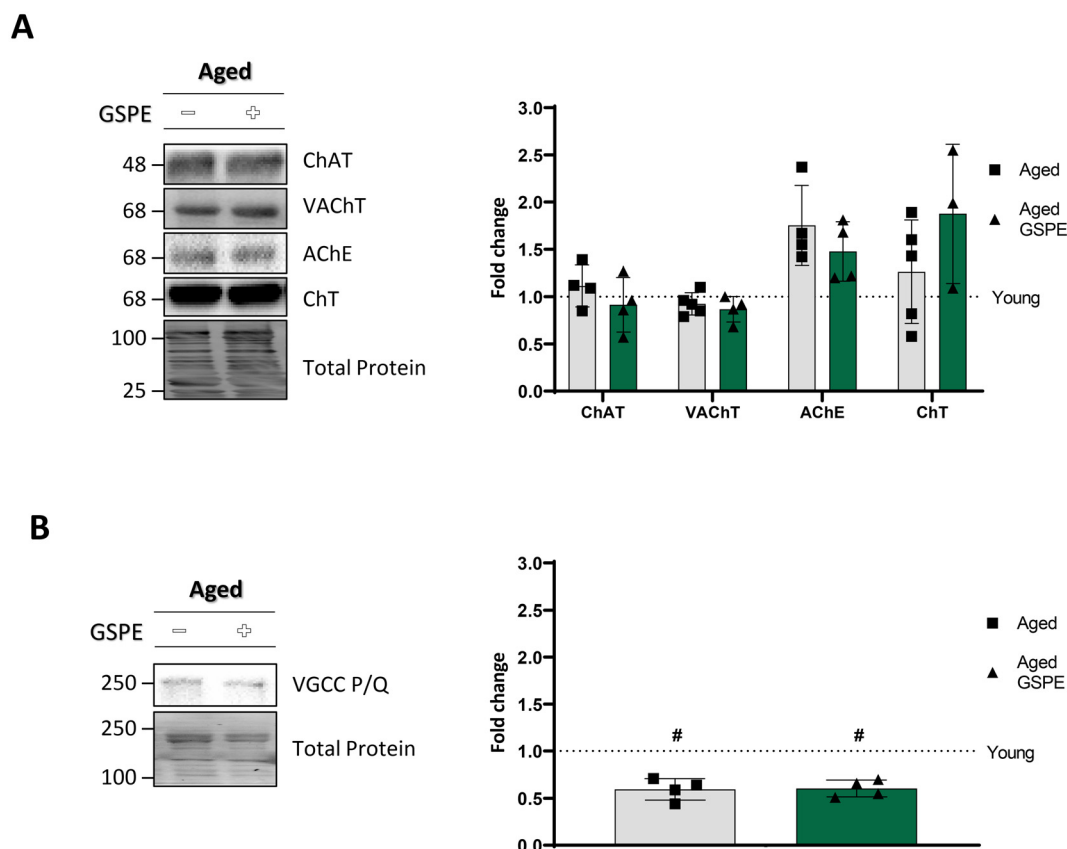 A
Aged
GSPE − +
48 ChAT
68 VAChT
68 AChE
68 ChT
100
Total Protein
25
Fold change
3.0
2.5
2.0
1.5
1.0
0.5
0.0
ChAT VAChT AChE ChT
Aged
Aged
GSPE
Young
B
Aged
GSPE − +
250 VGCC P/Q
250
Total Protein
100
Fold change
3.0
2.5
2.0
1.5
1.0
0.5
0.0
# #
Aged
Aged
GSPE
Young